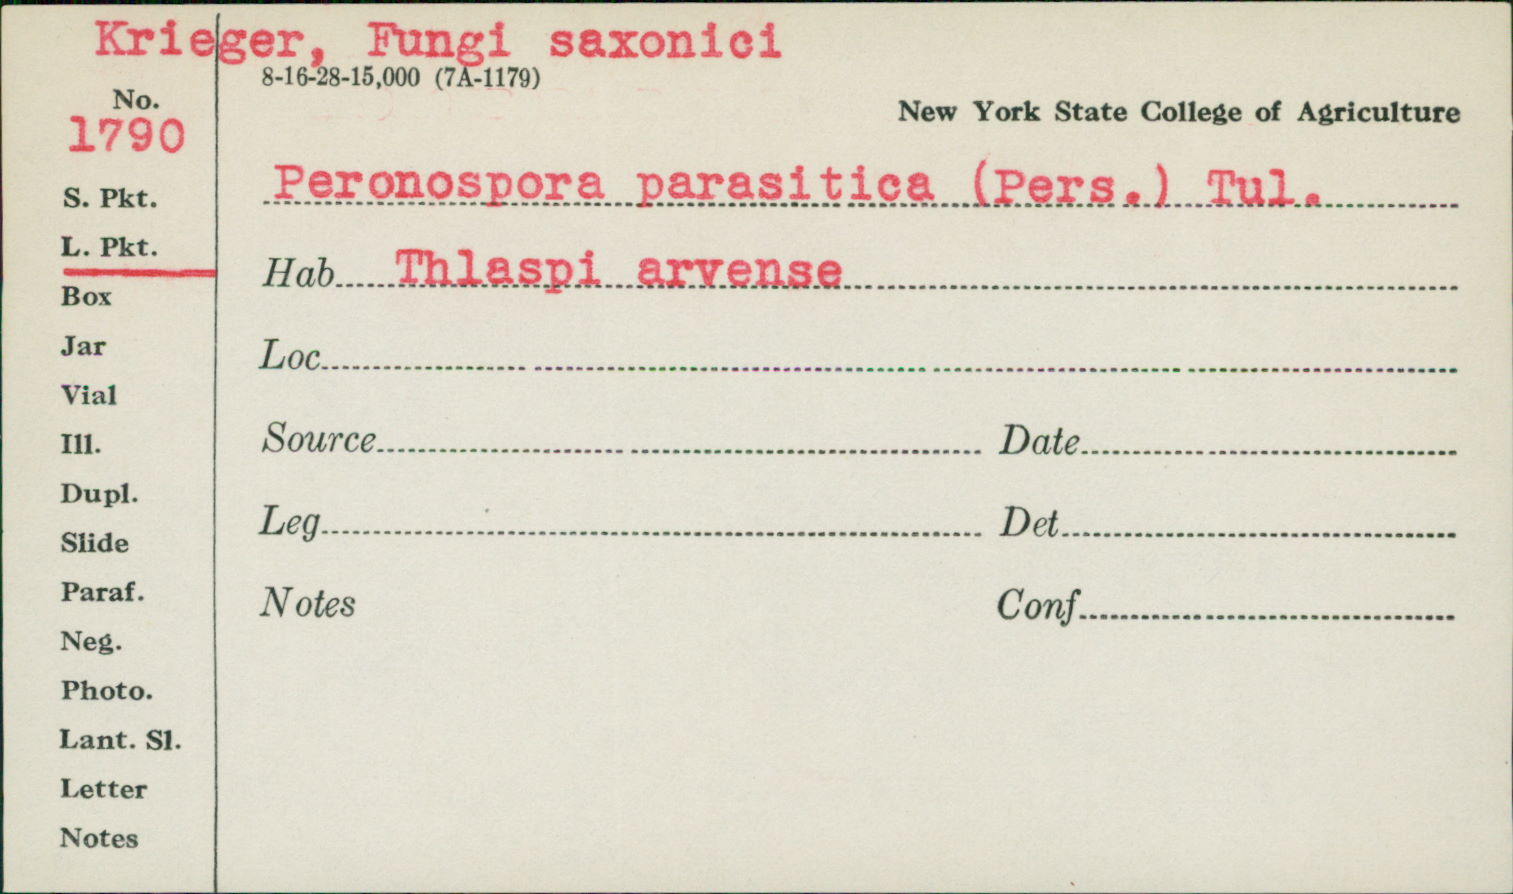 Krieger, Fungi saxonici
8-16-28-15,000 (7A-1179)
No.
1790
New York State College of Agriculture
Peronospora parasitica (Pers.) Tul.
S. Pkt.
L. Pkt.
Hab. Thlaspi arvense
Box
Jar
Loc.
Vial
Ill.
Source Date
Dupl.
Slide
Leg. Det.
Paraf.
Notes Conf.
Neg.
Photo.
Lant. Sl.
Letter
Notes